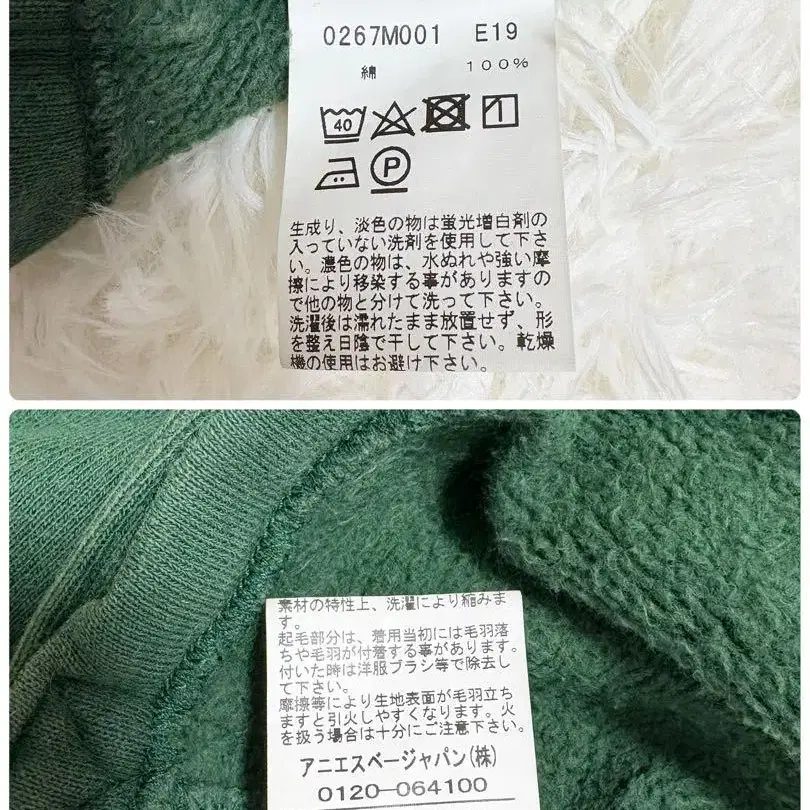 0267M001 E19
綿 100%
40
P
生成り、淡色の物は蛍光増白剤の
入っていない洗剤を使用して下さ
い。濃色の物は、水ぬれや強い摩
擦により移染する事がありますの
で他の物と分けて洗って下さい。
洗濯後は濡れたまま放置せず、形
を整え日陰で干して下さい。乾燥
機の使用はお避け下さい。
素材の特性上、洗濯により縮みま
す。
起毛部分は、着用当初には毛羽落
ちや毛羽が付着する事があります。
付いた時は洋服ブラシ等で除去し
て下さい。
摩擦等により生地表面が毛羽立ち
ますと引火しやすくなります。火
を扱う場合は十分にご注意下さい。
アニエスベージャパン(株)
0120-064100